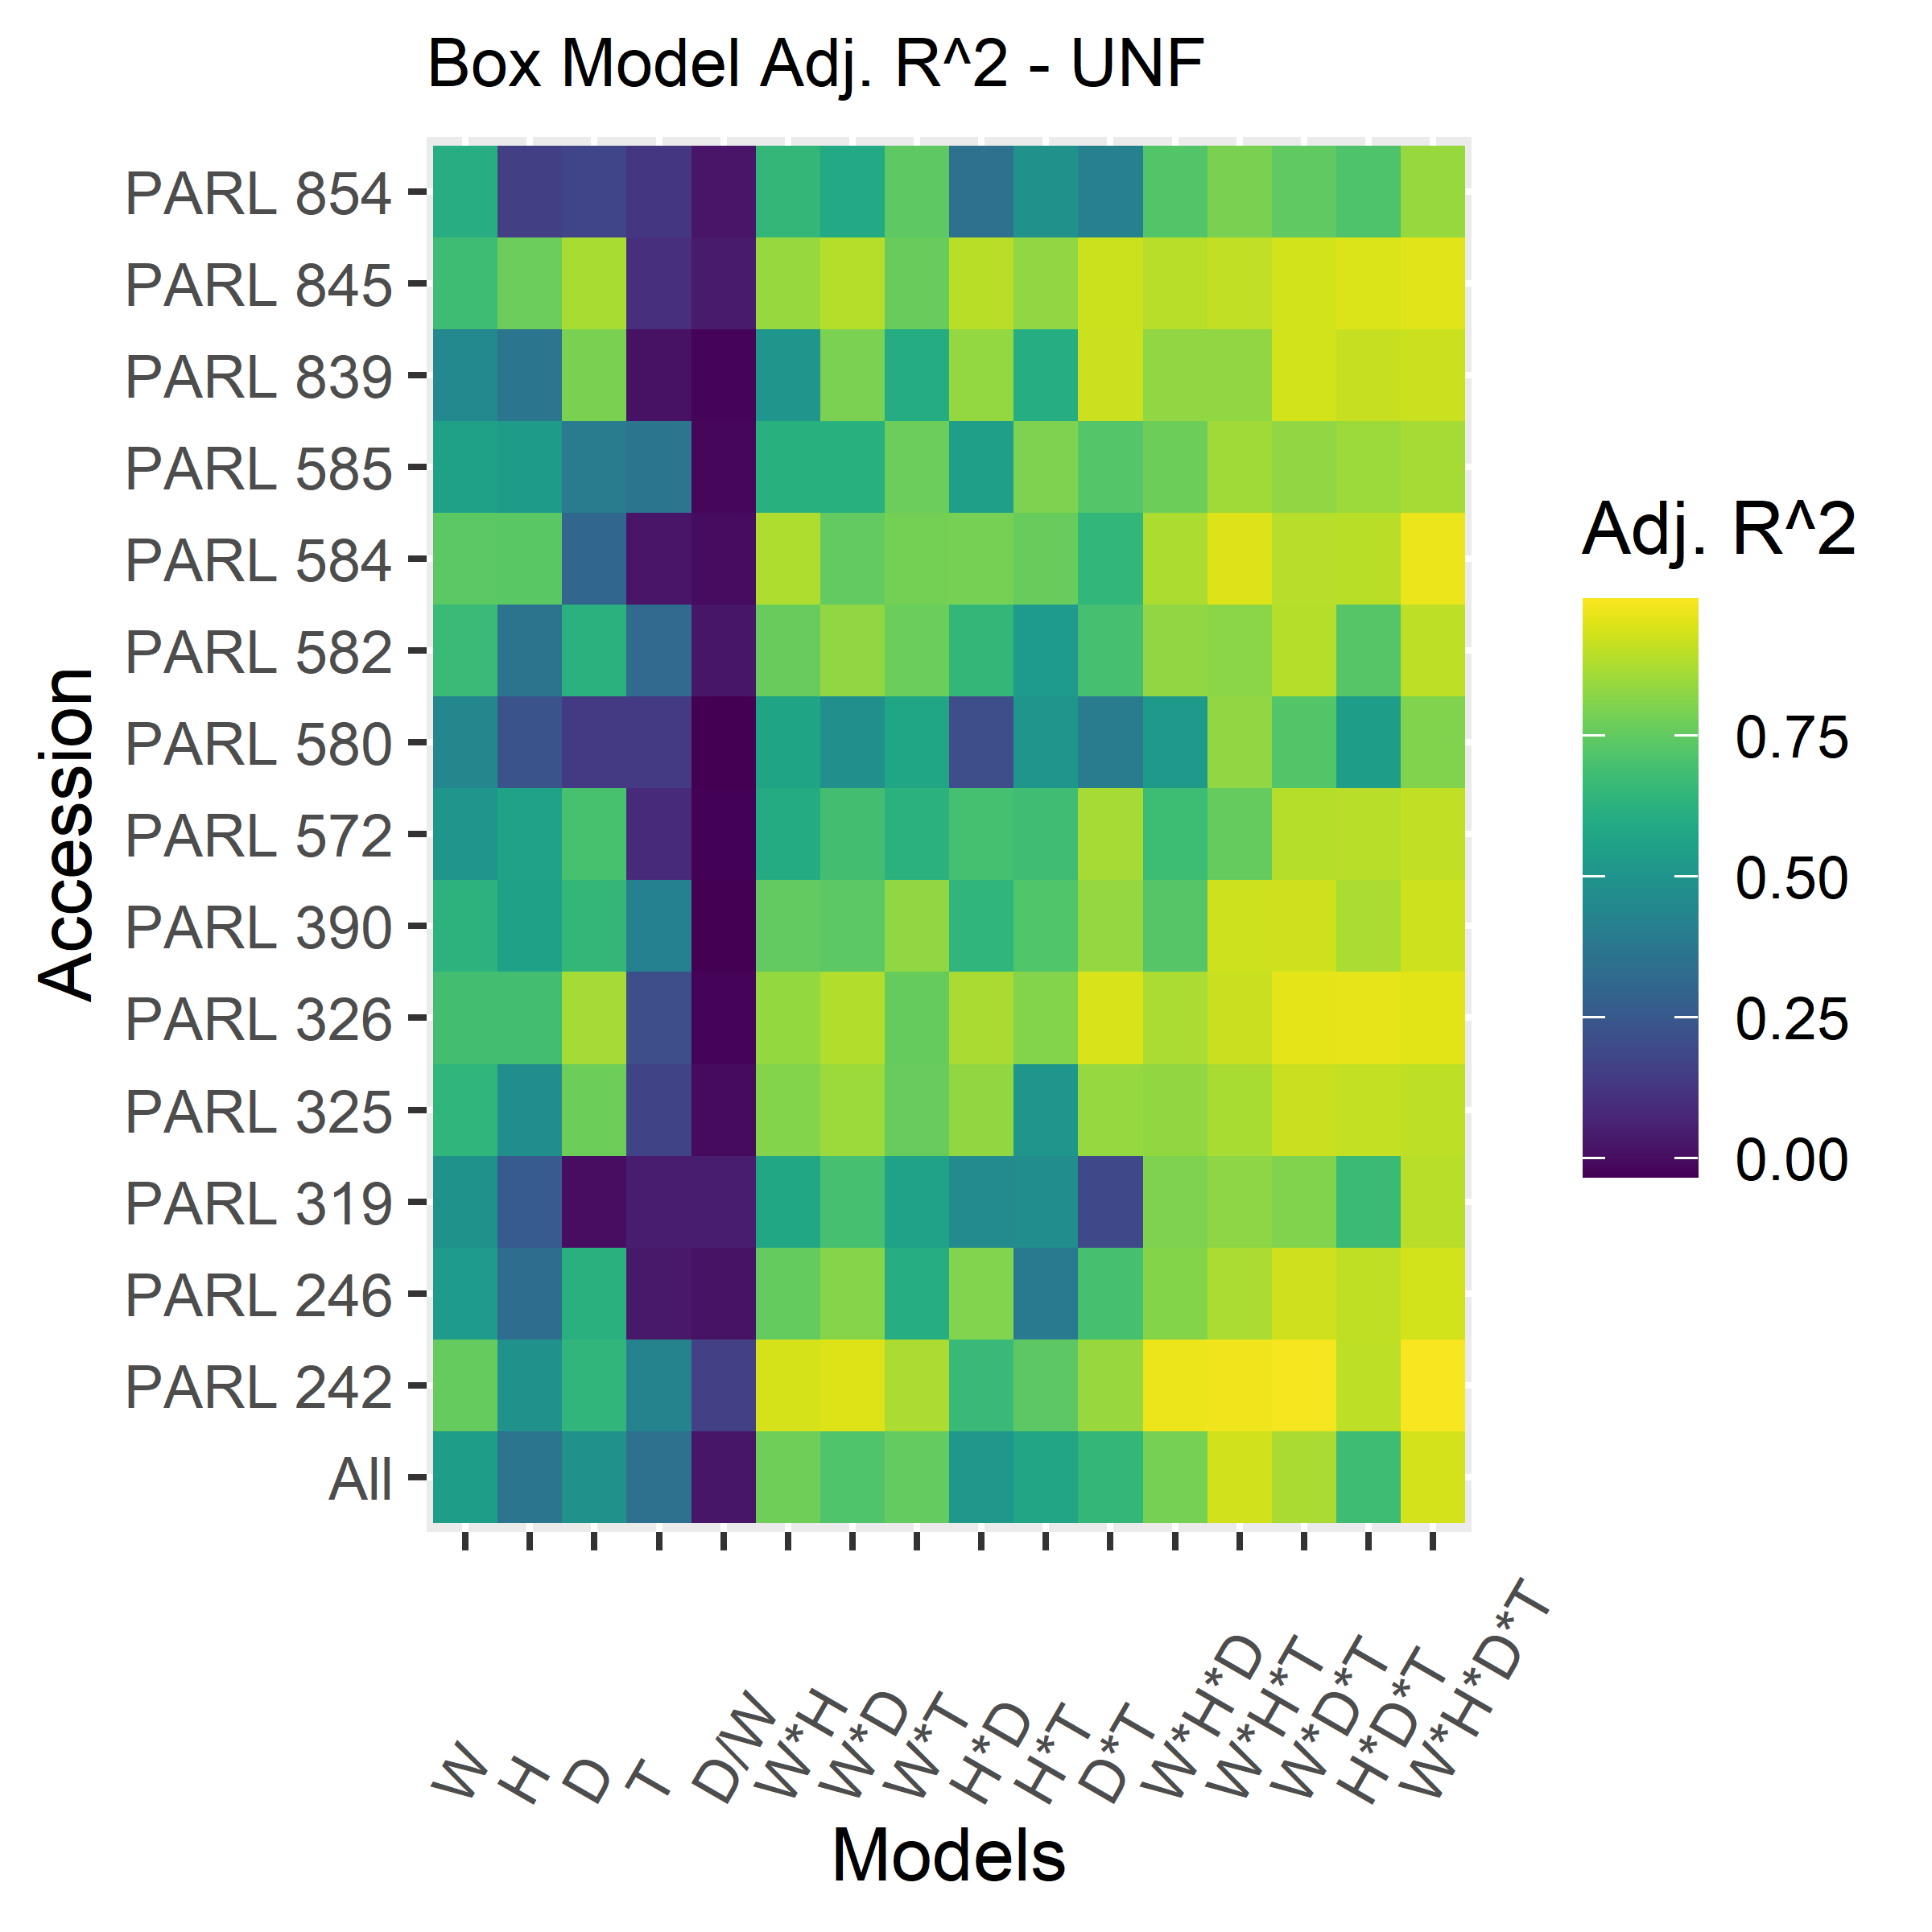 Box Model Adj. R^2 - UNF
Accession
PARL 854
PARL 845
PARL 839
PARL 585
PARL 584
PARL 582
PARL 580
PARL 572
PARL 390
PARL 326
PARL 325
PARL 319
PARL 246
PARL 242
All
W
H
D
T
D/W
W*H
W*D
W*T
H*D
H*T
D*T
W*H*D
W*H*T
W*D*T
H*D*T
W*H*D*T
Models
Adj. R^2
0.75
0.50
0.25
0.00